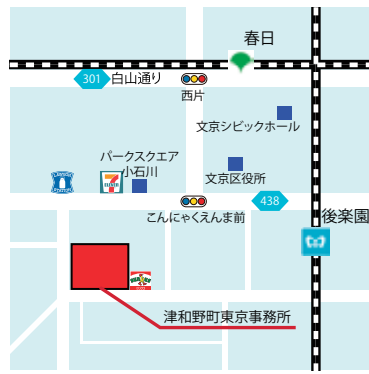 春日
301
白山通り
西片
文京シビックホール
パークスクエア
小石川
文京区役所
7
438
こんにゃくえんま前
後楽園
津和野町東京事務所